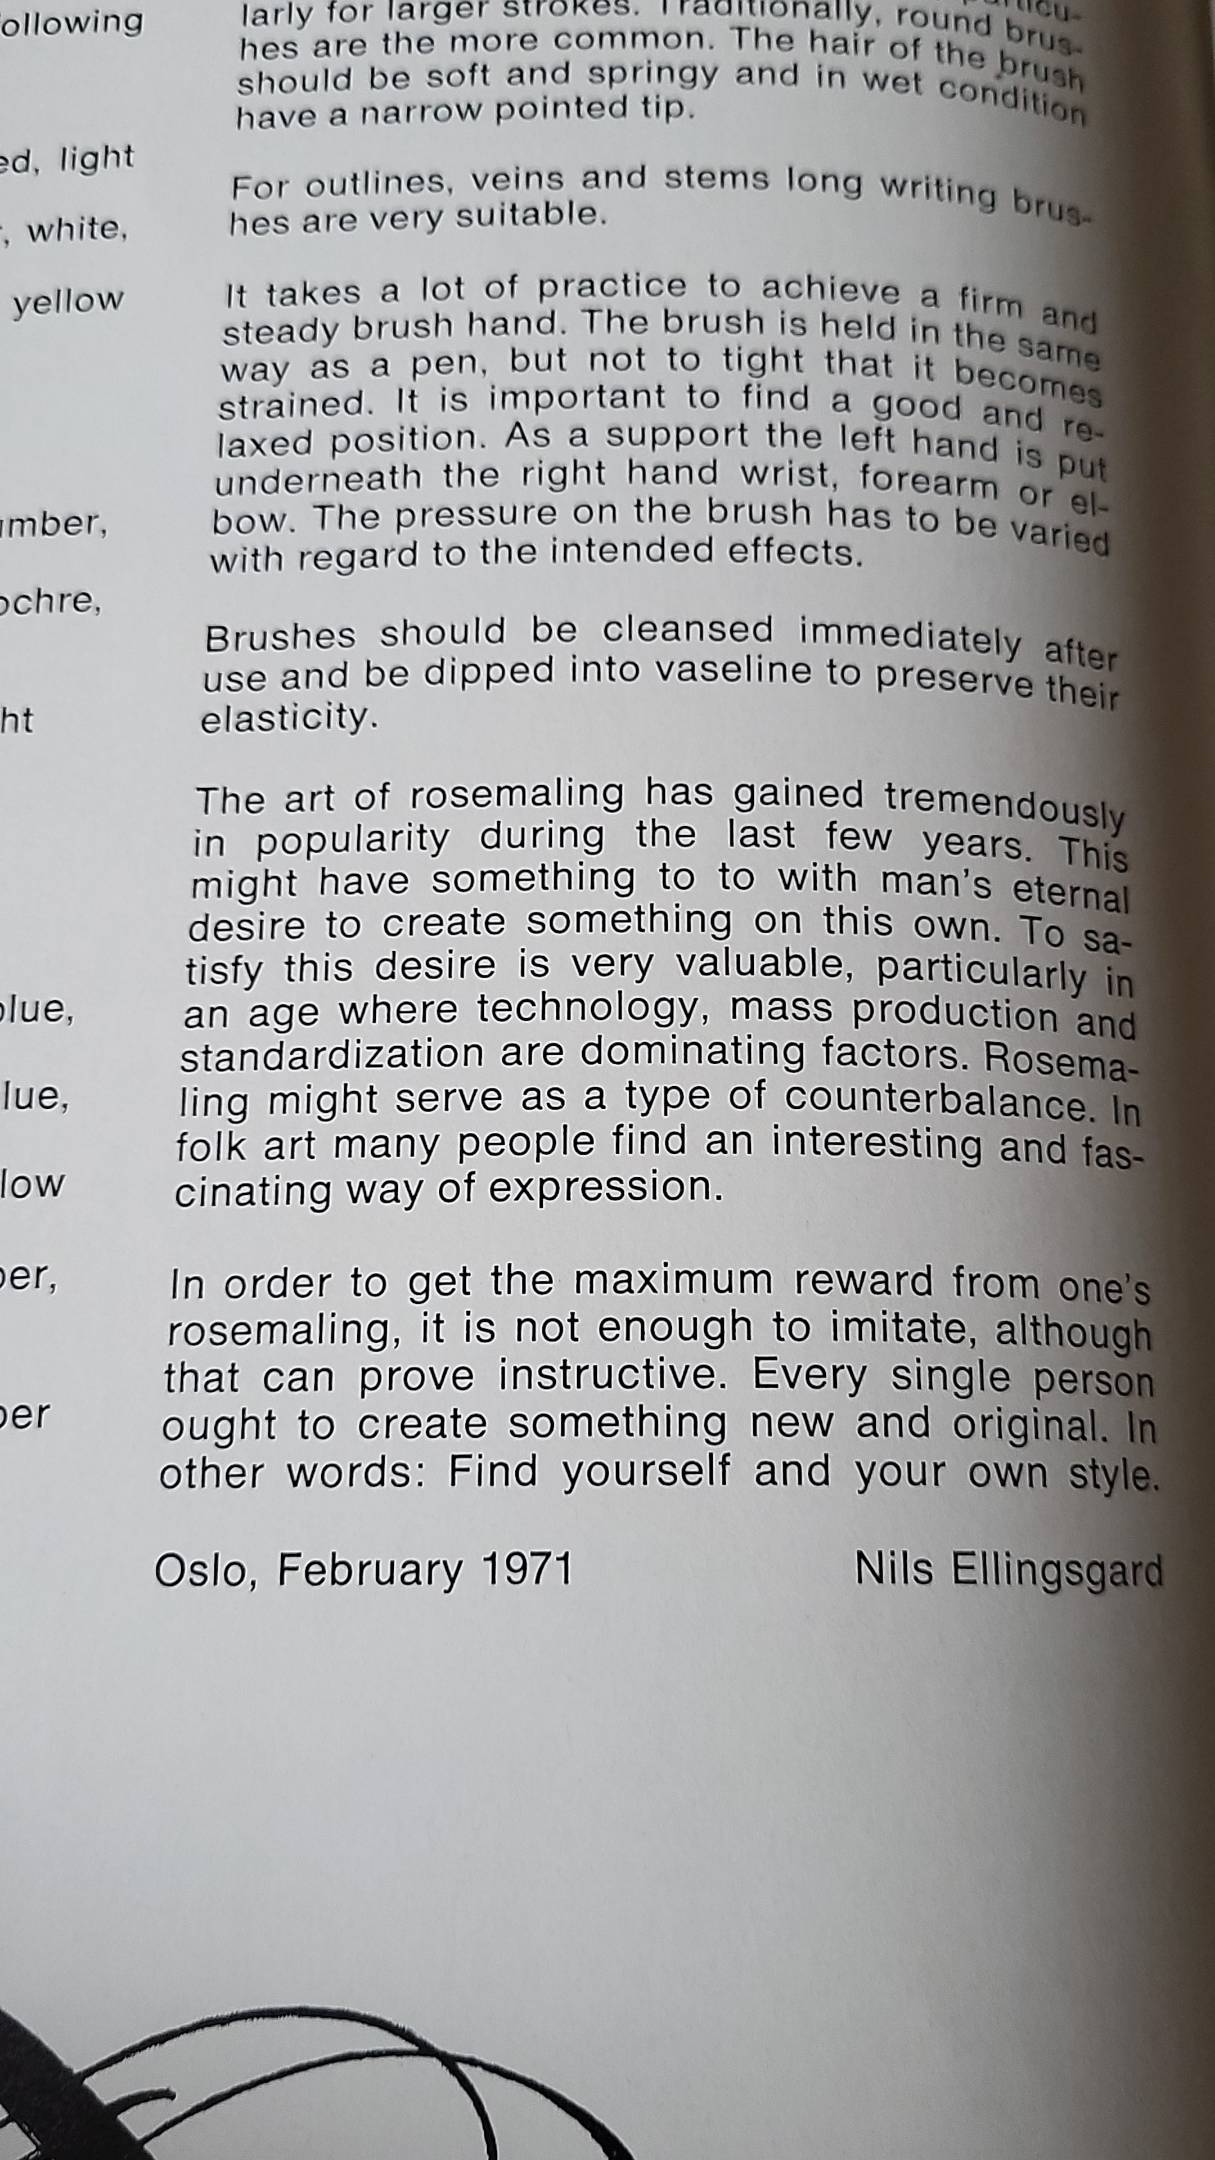 ollowing
ed, light
, white,
yellow
mber,
ochre,
ht
blue,
lue,
low
ber,
ber
larly for larger strokes. Traditionally, round brus-
hes are the more common. The hair of the brush
should be soft and springy and in wet condition
have a narrow pointed tip.
For outlines, veins and stems long writing brus-
hes are very suitable.
It takes a lot of practice to achieve a firm and
steady brush hand. The brush is held in the same
way as a pen, but not to tight that it becomes
strained. It is important to find a good and re-
laxed position. As a support the left hand is put
underneath the right hand wrist, forearm or el-
bow. The pressure on the brush has to be varied
with regard to the intended effects.
Brushes should be cleansed immediately after
use and be dipped into vaseline to preserve their
elasticity.
The art of rosemaling has gained tremendously
in popularity during the last few years. This
might have something to to with man's eternal
desire to create something on this own. To sa-
tisfy this desire is very valuable, particularly in
an age where technology, mass production and
standardization are dominating factors. Rosema-
ling might serve as a type of counterbalance. In
folk art many people find an interesting and fas-
cinating way of expression.
In order to get the maximum reward from one's
rosemaling, it is not enough to imitate, although
that can prove instructive. Every single person
ought to create something new and original. In
other words: Find yourself and your own style.
Oslo, February 1971 Nils Ellingsgard